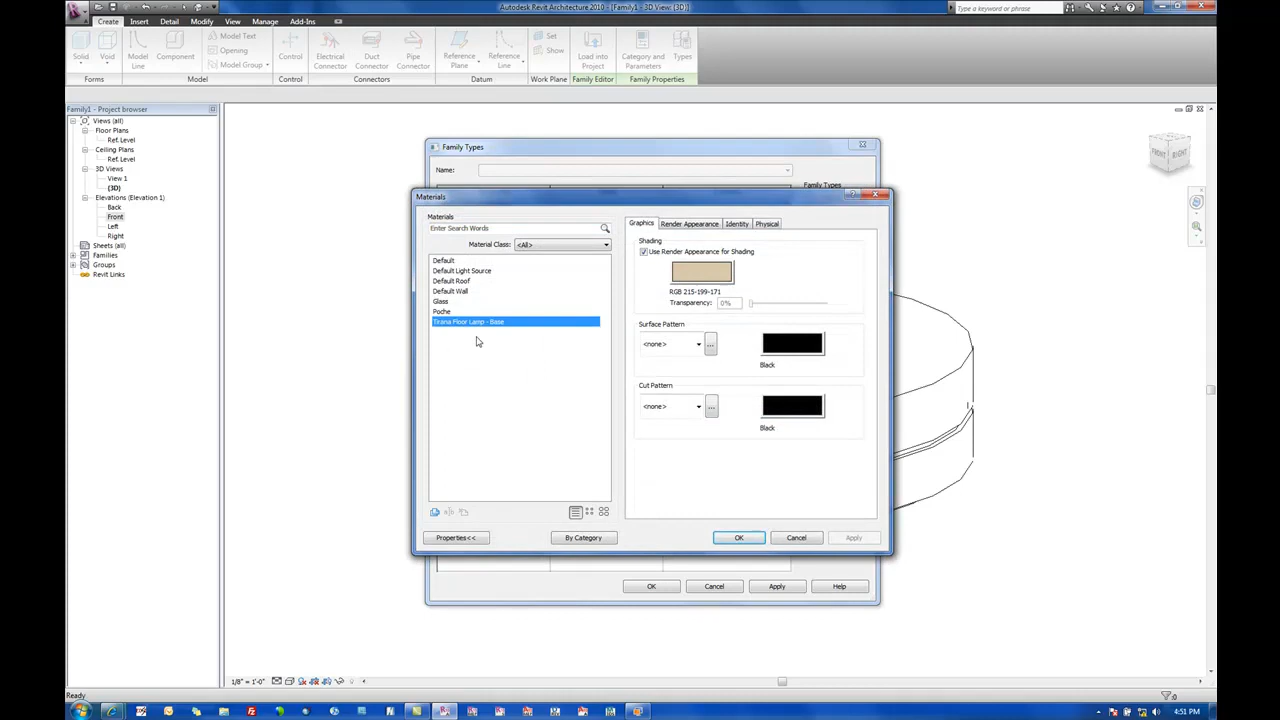 Autodesk Revit Architecture 2010 - [Family1 - 3D View: {3D}]
Type a keyword or phrase
Create Insert Detail Modify View Manage Add-Ins
Solid Void Model Line Component Model Text Opening Model Group Control Electrical Connector Duct Connector Pipe Connector Reference Plane Reference Line Set Show Load into Project Category and Parameters Types
Forms Model Control Connectors Datum Work Plane Family Editor Family Properties
Family1 - Project browser
Views (all)
Floor Plans
Ref. Level
Ceiling Plans
Ref. Level
3D Views
View 1
{3D}
Elevations (Elevation 1)
Back
Front
Left
Right
Sheets (all)
Families
Groups
Revit Links
FRONT RIGHT
Family Types
Name:
Family Types
Materials
Materials
Enter Search Words
Material Class: <All>
Default
Default Light Source
Default Roof
Default Wall
Glass
Poche
Tirana Floor Lamp - Base
Graphics Render Appearance Identity Physical
Shading
Use Render Appearance for Shading
RGB 215-199-171
Transparency: 0%
Surface Pattern
<none> ...
Black
Cut Pattern
<none> ...
Black
Properties<< By Category OK Cancel Apply
OK Cancel Apply Help
1/8" = 1'-0"
Ready
:0
4:51 PM